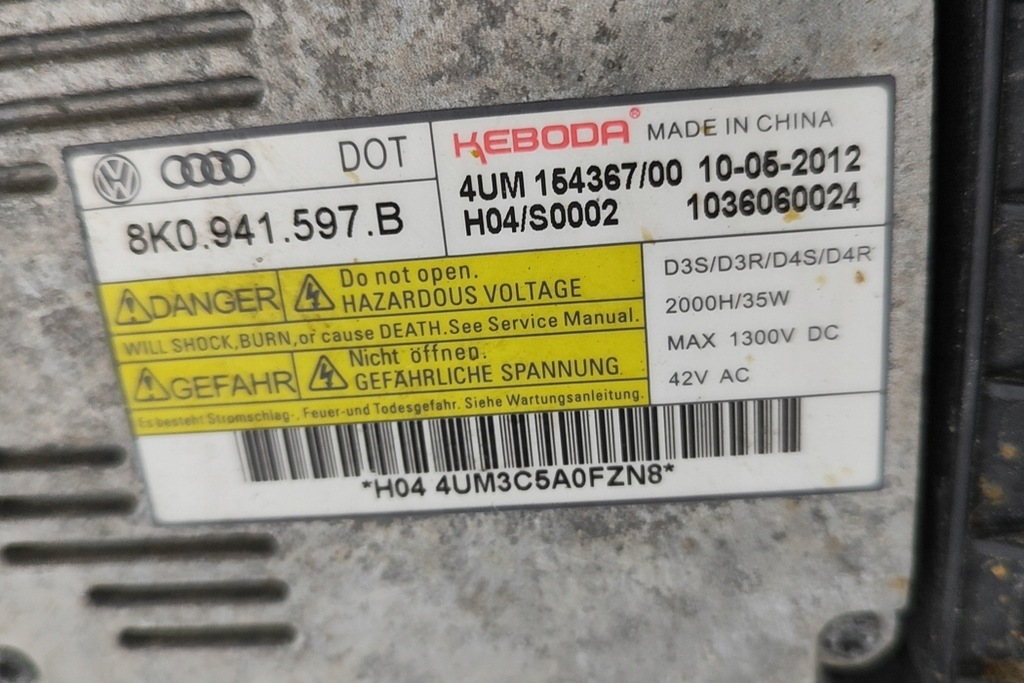 DOT
8K0.941.597.B
KEBODA® MADE IN CHINA
4UM 154367/00 10-05-2012
H04/S0002 1036060024
DANGER Do not open.
HAZARDOUS VOLTAGE
WILL SHOCK,BURN,or cause DEATH.See Service Manual.
GEFAHR Nicht öffnen.
GEFÄHRLICHE SPANNUNG
Es besteht Stromschlag-, Feuer-und Todesgefahr. Siehe Wartungsanleitung.
D3S/D3R/D4S/D4R
2000H/35W
MAX 1300V DC
42V AC
*H04 4UM3C5A0FZN8*